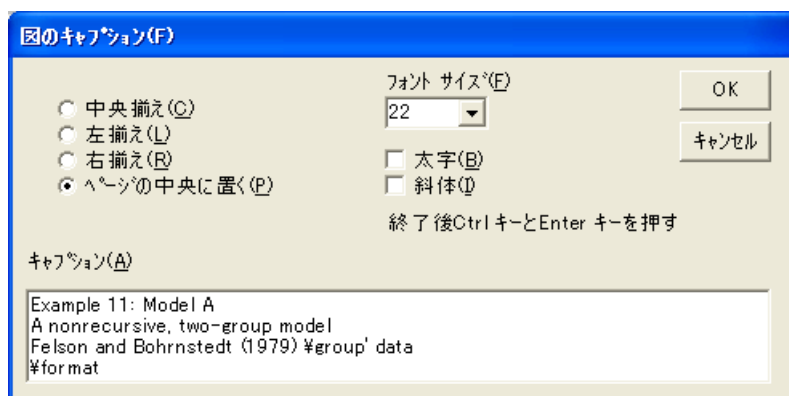 図のｷｬﾌﾟｼｮﾝ(F)
中央揃え(C)
左揃え(L)
右揃え(R)
ﾍﾟｰｼﾞの中央に置く(P)
ﾌｫﾝﾄ ｻｲｽﾞ(F)
22
太字(B)
斜体(I)
終了後Ctrl ｷｰとEnter ｷｰを押す
OK
ｷｬﾝｾﾙ
ｷｬﾌﾟｼｮﾝ(A)
Example 11: Model A
A nonrecursive, two-group model
Felson and Bohrnstedt (1979) ¥group' data
¥format